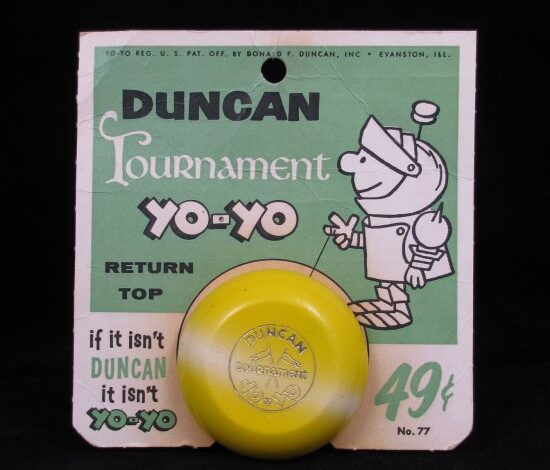 YO-YO REG. U. S. PAT. OFF. BY DONALD F. DUNCAN, INC • EVANSTON, ILL.
DUNCAN
Tournament
YO-YO
RETURN
TOP
if it isn't
DUNCAN
it isn't
YO-YO
DUNCAN
Tournament
YO-YO
49¢
No. 77